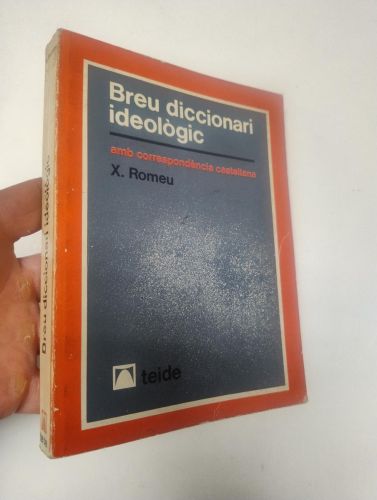 Breu diccionari
ideològic
amb correspondència castellana
X. Romeu
teide
Breu diccionari ideològic